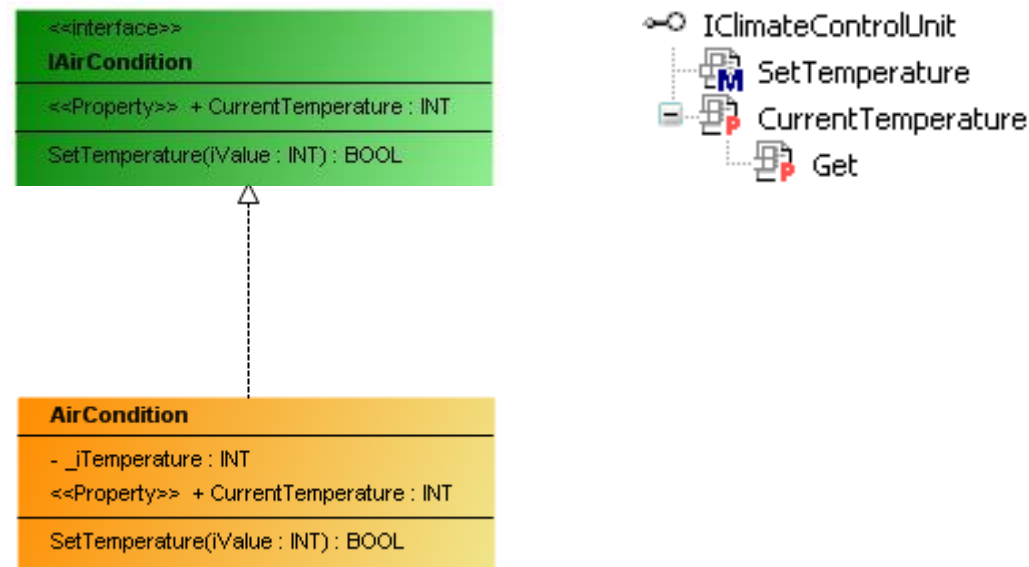 <<interface>>
IAirCondition
<<Property>> + CurrentTemperature : INT
SetTemperature(iValue : INT) : BOOL
AirCondition
- _iTemperature : INT
<<Property>> + CurrentTemperature : INT
SetTemperature(iValue : INT) : BOOL
IClimateControlUnit
M SetTemperature
P CurrentTemperature
P Get